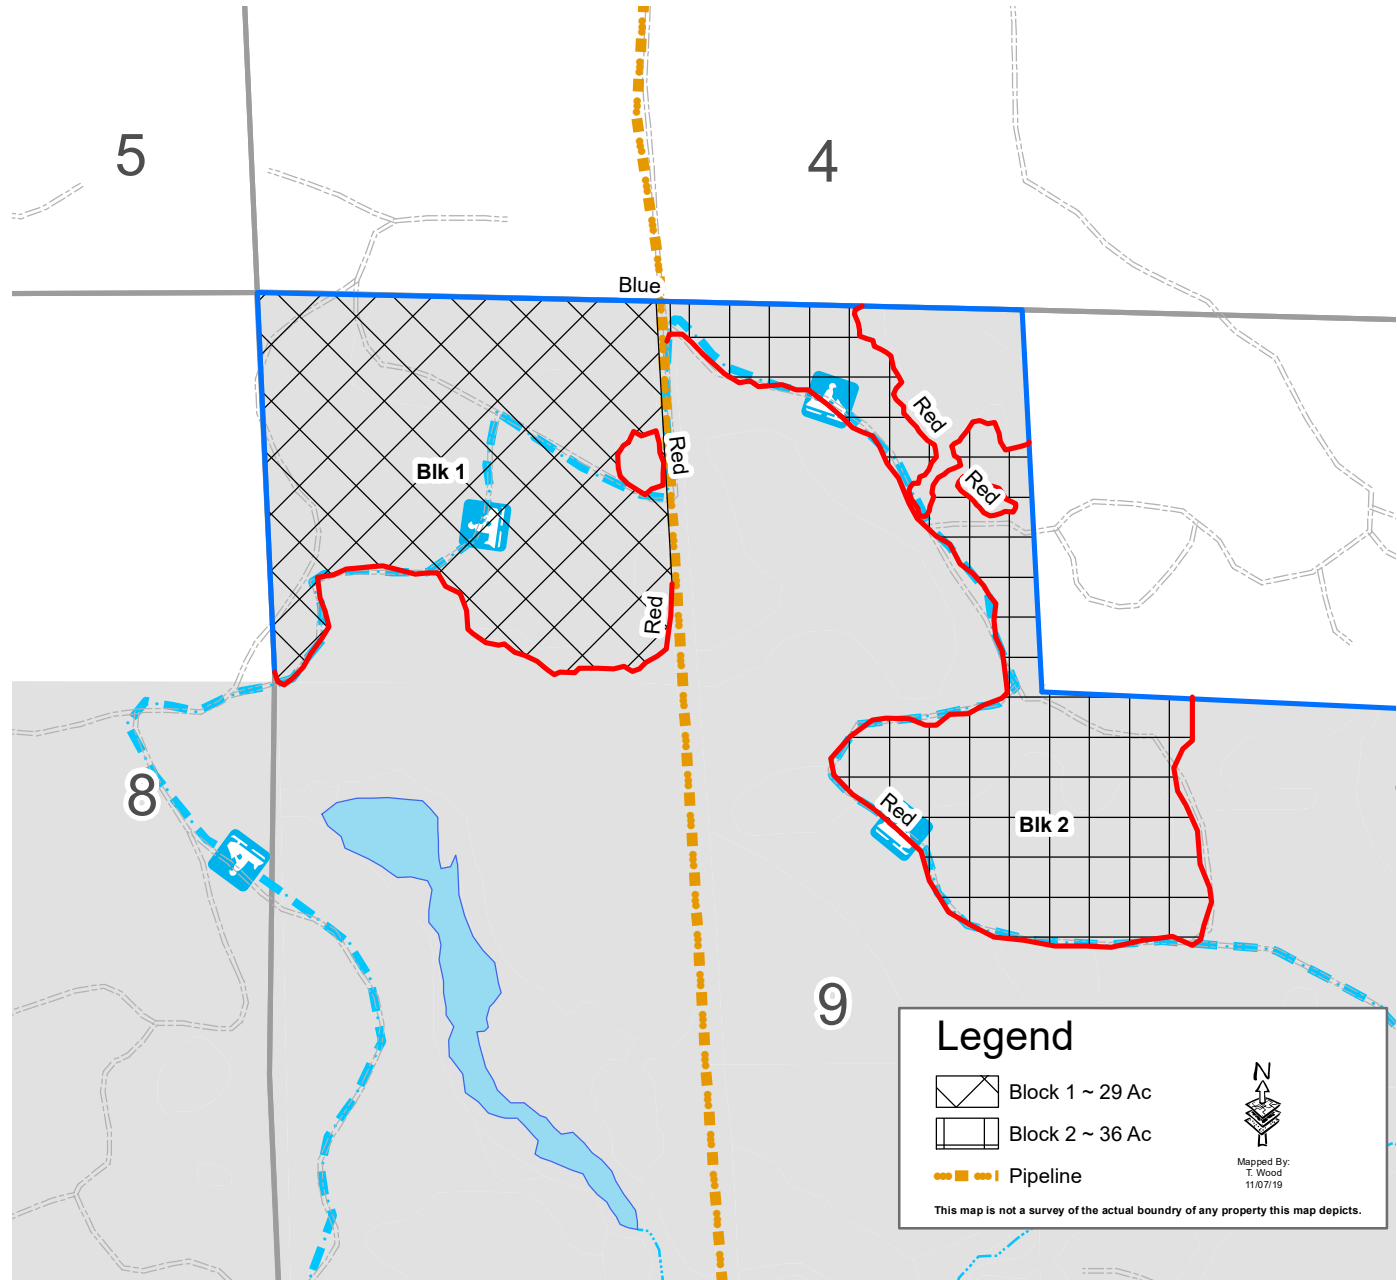 5
4
Blue
Red
Red
Blk 1
Red
Red
8
Red
Blk 2
9
Legend
Block 1 ~ 29 Ac
Block 2 ~ 36 Ac
Pipeline
N
Mapped By:
T. Wood
11/07/19
This map is not a survey of the actual boundry of any property this map depicts.